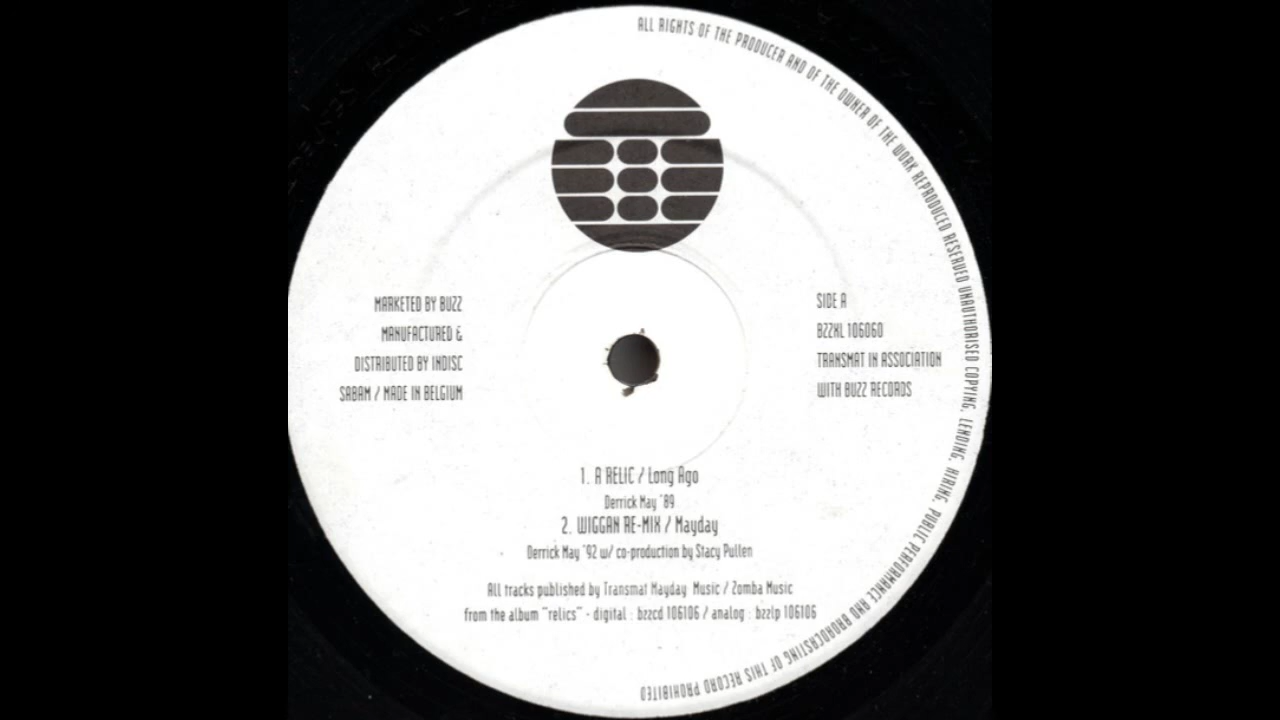 ALL RIGHTS OF THE PRODUCER AND OF THE OWNER OF THE WORK REPRODUCED RESERVED UNAUTHORISED COPYING, LENDING, HIRING, PUBLIC PERFORMANCE AND BROADCASTING OF THIS RECORD PROHIBITED
MARKETED BY BUZZ
MANUFACTURED &
DISTRIBUTED BY INDISC
SABAM / MADE IN BELGIUM
SIDE A
BZZXL 106060
TRANSMAT IN ASSOCIATION
WITH BUZZ RECORDS
1. A RELIC / Long Ago
Derrick May '89
2. WIGGAN RE-MIX / Mayday
Derrick May '92 w/ co-production by Stacy Pullen
All tracks published by Transmat Mayday Music / Zomba Music
from the album "relics" - digital : bzzcd 106106 / analog : bzzlp 106106